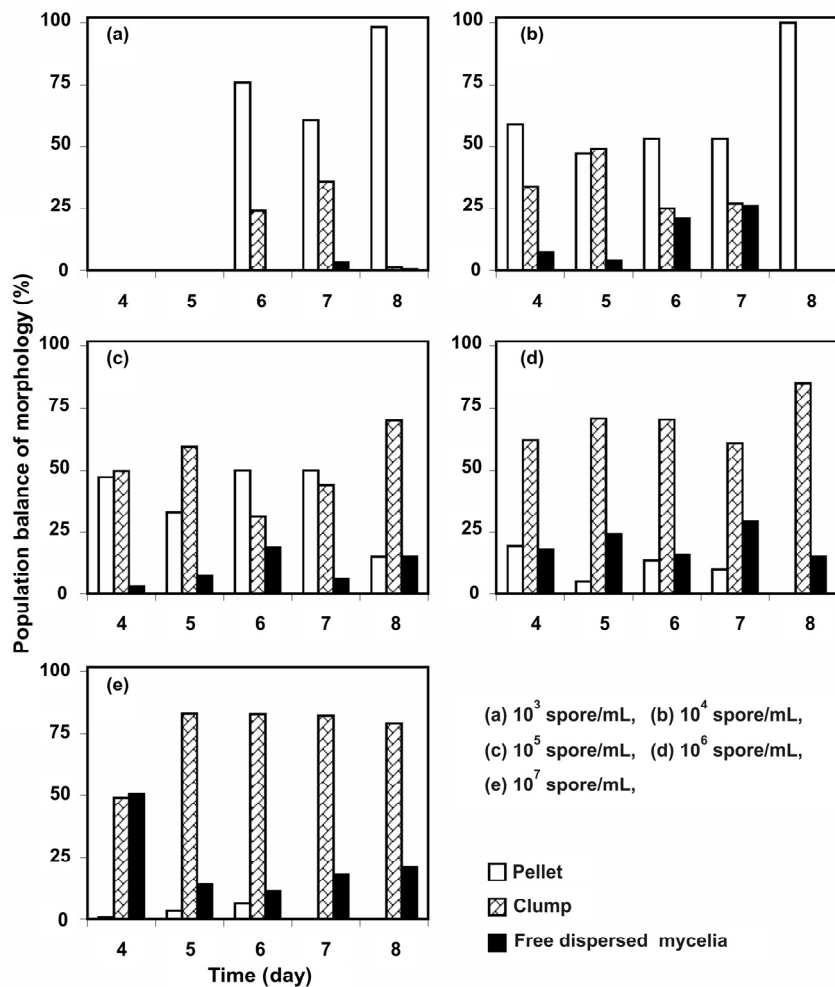 Population balance of morphology (%)
(a)
100
75
50
25
0
4 5 6 7 8
(b)
100
75
50
25
0
4 5 6 7 8
(c)
100
75
50
25
0
4 5 6 7 8
(d)
100
75
50
25
0
4 5 6 7 8
(e)
100
75
50
25
0
4 5 6 7 8
Time (day)
(a) 10³ spore/mL, (b) 10⁴ spore/mL,
(c) 10⁵ spore/mL, (d) 10⁶ spore/mL,
(e) 10⁷ spore/mL,
Pellet
Clump
Free dispersed mycelia